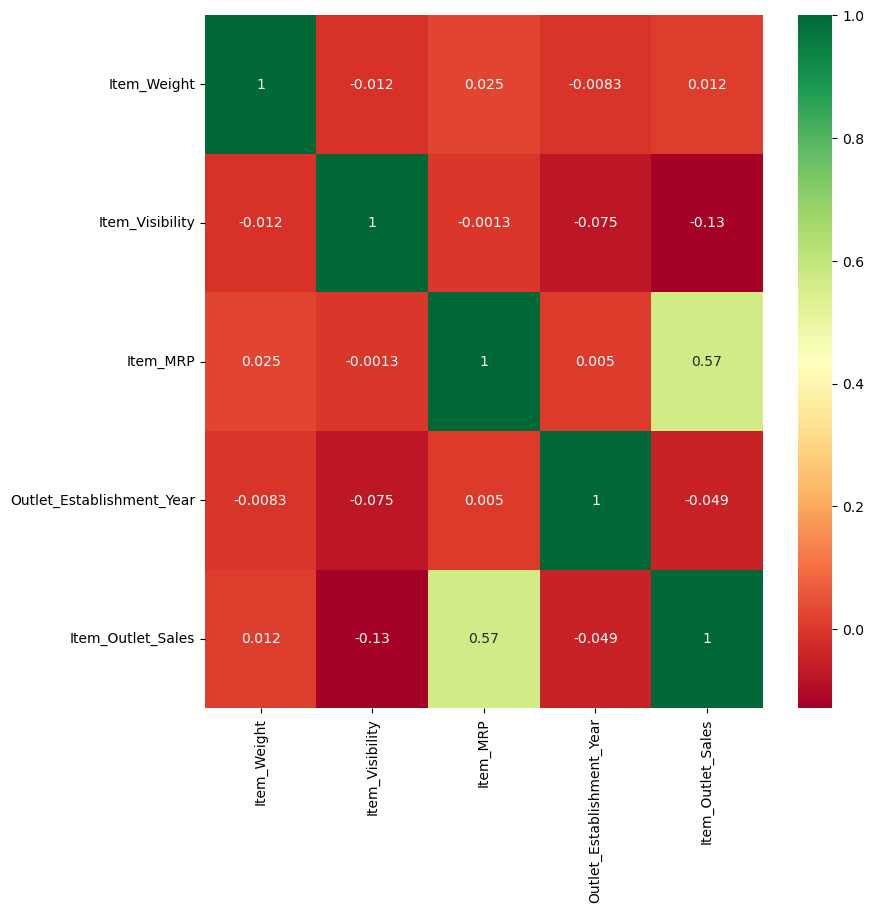 1.0
Item_Weight 1 -0.012 0.025 -0.0083 0.012
0.8
Item_Visibility -0.012 1 -0.0013 -0.075 -0.13
0.6
Item_MRP 0.025 -0.0013 1 0.005 0.57
0.4
Outlet_Establishment_Year -0.0083 -0.075 0.005 1 -0.049
0.2
Item_Outlet_Sales 0.012 -0.13 0.57 -0.049 1
0.0
Item_Weight
Item_Visibility
Item_MRP
Outlet_Establishment_Year
Item_Outlet_Sales